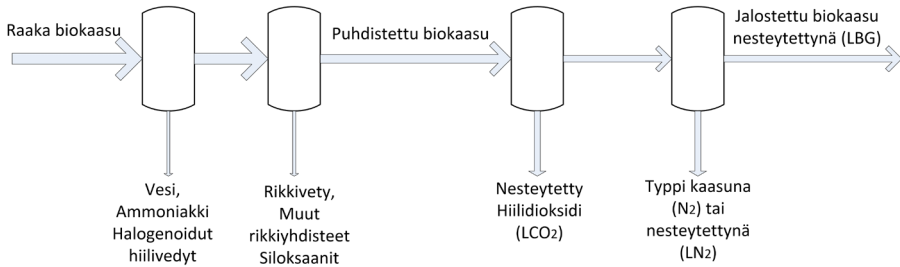 Raaka biokaasu
Puhdistettu biokaasu
Jalostettu biokaasu
nesteytettynä (LBG)
Vesi,
Ammoniakki
Halogenoidut
hiilivedyt
Rikkivety,
Muut
rikkiyhdisteet
Siloksaanit
Nesteytetty
Hiilidioksidi
(LCO2)
Typpi kaasuna
(N2) tai
nesteytettynä
(LN2)